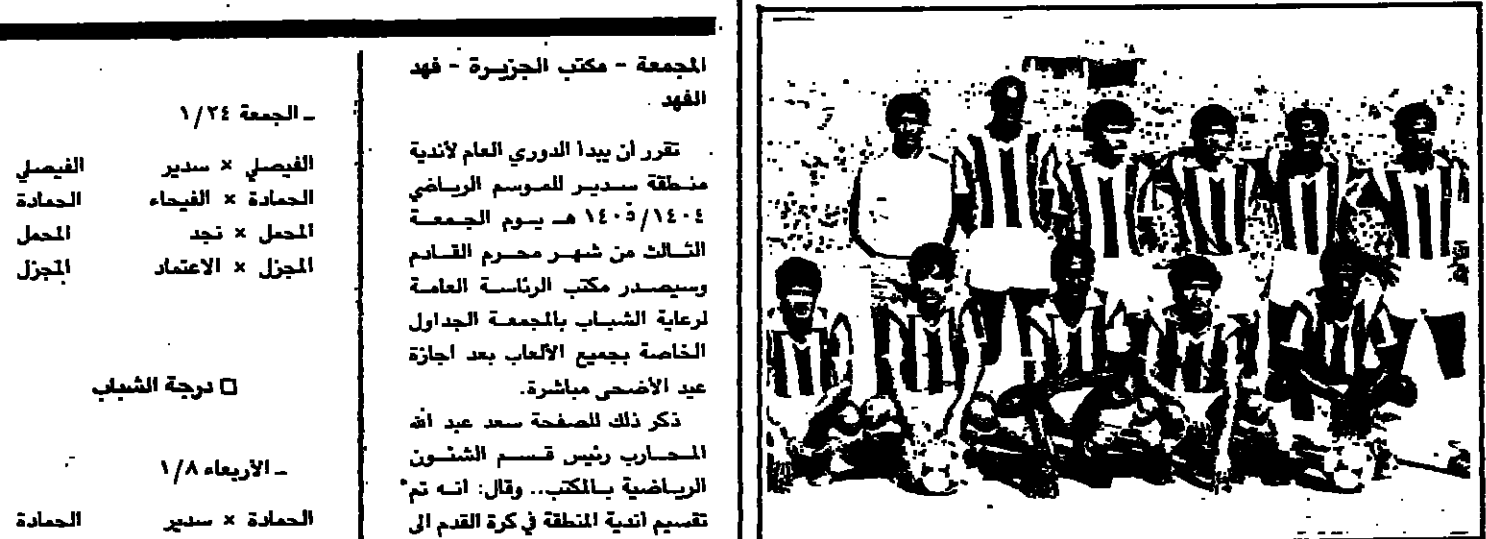 المجمعة - مكتب الجزيرة - فهد
الفهد
تقرر أن يبدأ الدوري العام لأندية
منطقة سدير للموسم الرياضي
١٤٠٥/١٤٠٤ هـ يوم الجمعة
الثالث من شهر محرم القادم
وسيصدر مكتب الرئاسة العامة
لرعاية الشباب بالمجمعة الجداول
الخاصة بجميع الألعاب بعد اجازة
عيد الأضحى مباشرة.
ذكر ذلك للصفحة سعد عبد الله
المحارب رئيس قسم الشئون
الرياضية بالمكتب.. وقال: انه تم
تقسيم أندية المنطقة في كرة القدم الى
ـ الجمعة ١/٢٤
الفيصلي × سدير الفيصلي
الحمادة × الفيحاء الحمادة
المحمل × نجد المحمل
المجزل × الاعتماد المجزل
□ درجة الشباب
ـ الأربعاء ١/٨
الحمادة × سدير الحمادة